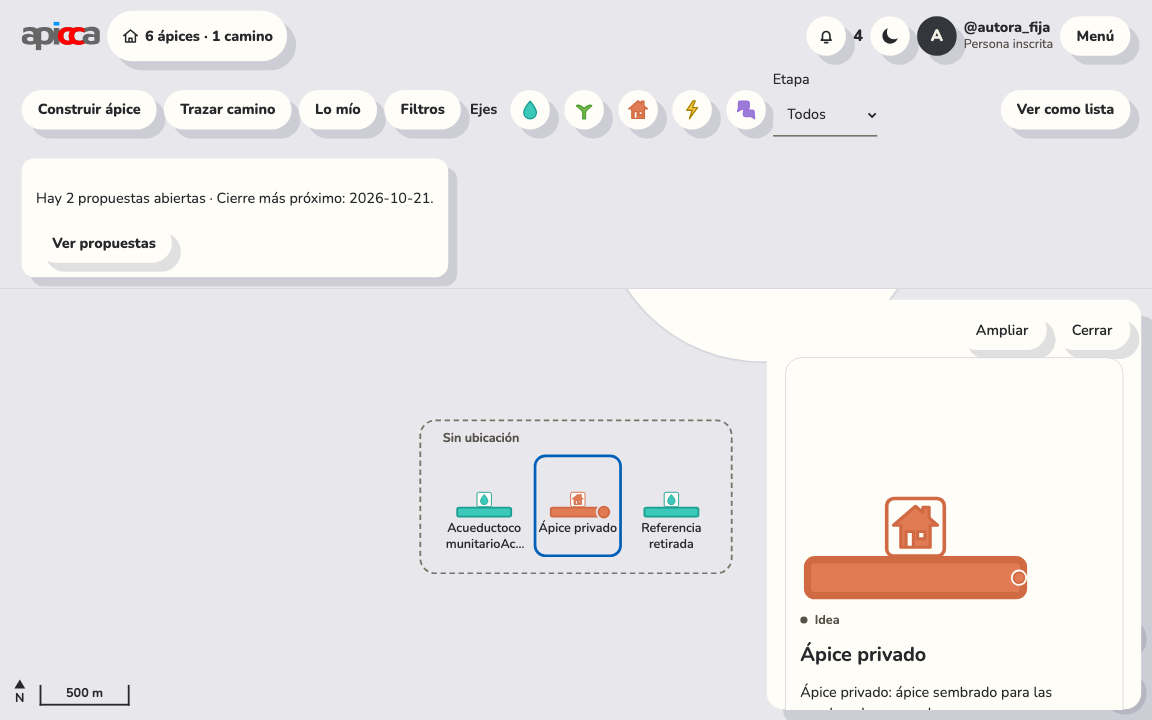 apicca
6 ápices · 1 camino
4
A
@autora_fija
Persona inscrita
Menú
Construir ápice
Trazar camino
Lo mío
Filtros
Ejes
Etapa
Todos
Ver como lista
Hay 2 propuestas abiertas · Cierre más próximo: 2026-10-21.
Ver propuestas
Ampliar
Cerrar
Sin ubicación
Acueductoco
munitarioAc...
Ápice privado
Referencia
retirada
Idea
Ápice privado
Ápice privado: ápice sembrado para las
N
500 m